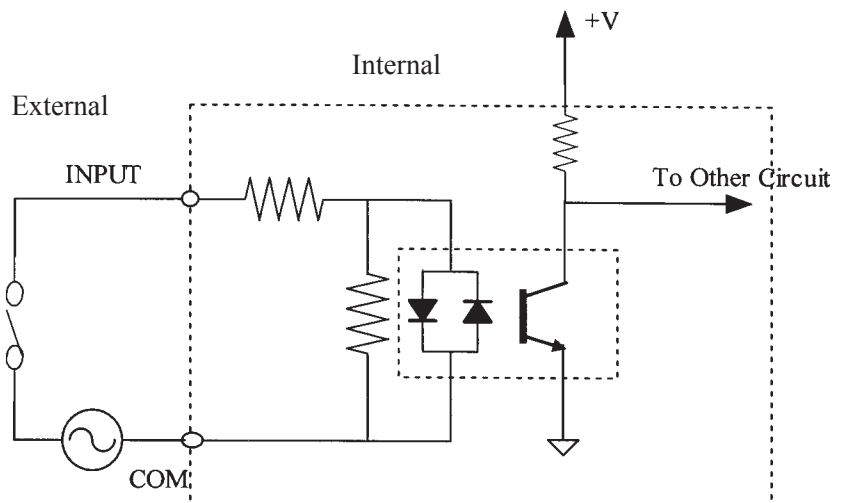 +V
Internal
External
INPUT
To Other Circuit
COM